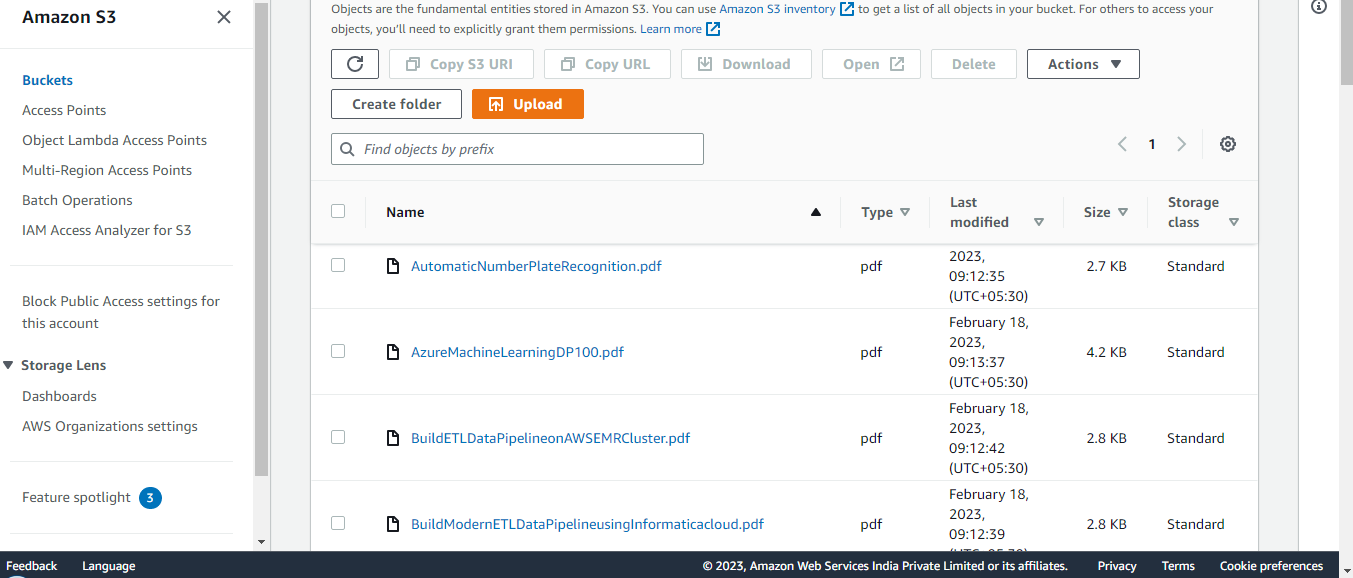 Amazon S3
Buckets
Access Points
Object Lambda Access Points
Multi-Region Access Points
Batch Operations
IAM Access Analyzer for S3
Block Public Access settings for
this account
Storage Lens
Dashboards
AWS Organizations settings
Feature spotlight 3
Objects are the fundamental entities stored in Amazon S3. You can use Amazon S3 inventory to get a list of all objects in your bucket. For others to access your
objects, you'll need to explicitly grant them permissions. Learn more
Copy S3 URI Copy URL Download Open Delete Actions
Create folder Upload
Find objects by prefix
1
Name Type Last modified Size Storage class
AutomaticNumberPlateRecognition.pdf pdf 2023, 09:12:35 (UTC+05:30) 2.7 KB Standard
AzureMachineLearningDP100.pdf pdf February 18, 2023, 09:13:37 (UTC+05:30) 4.2 KB Standard
BuildETLDataPipelineonAWSEMRCluster.pdf pdf February 18, 2023, 09:12:42 (UTC+05:30) 2.8 KB Standard
BuildModernETLDataPipelineusingInformaticacloud.pdf pdf February 18, 2023, 09:12:39 2.8 KB Standard
Feedback Language © 2023, Amazon Web Services India Private Limited or its affiliates. Privacy Terms Cookie preferences